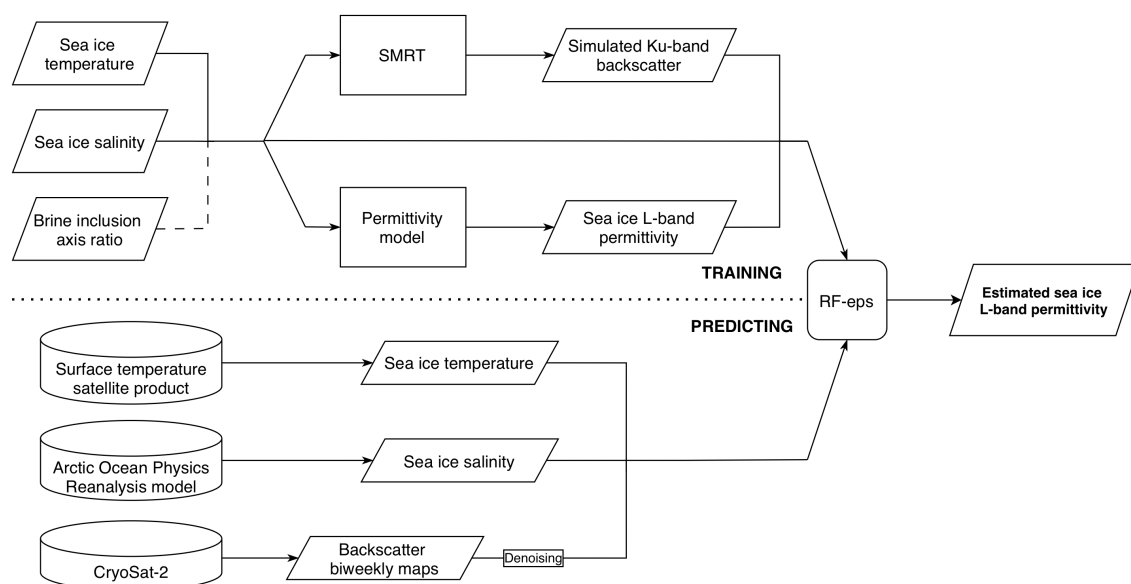 Sea ice
temperature
Sea ice salinity
Brine inclusion
axis ratio
SMRT
Simulated Ku-band
backscatter
Permittivity
model
Sea ice L-band
permittivity
TRAINING
PREDICTING
RF-eps
Estimated sea ice
L-band permittivity
Surface temperature
satellite product
Sea ice temperature
Arctic Ocean Physics
Reanalysis model
Sea ice salinity
CryoSat-2
Backscatter
biweekly maps
Denoising